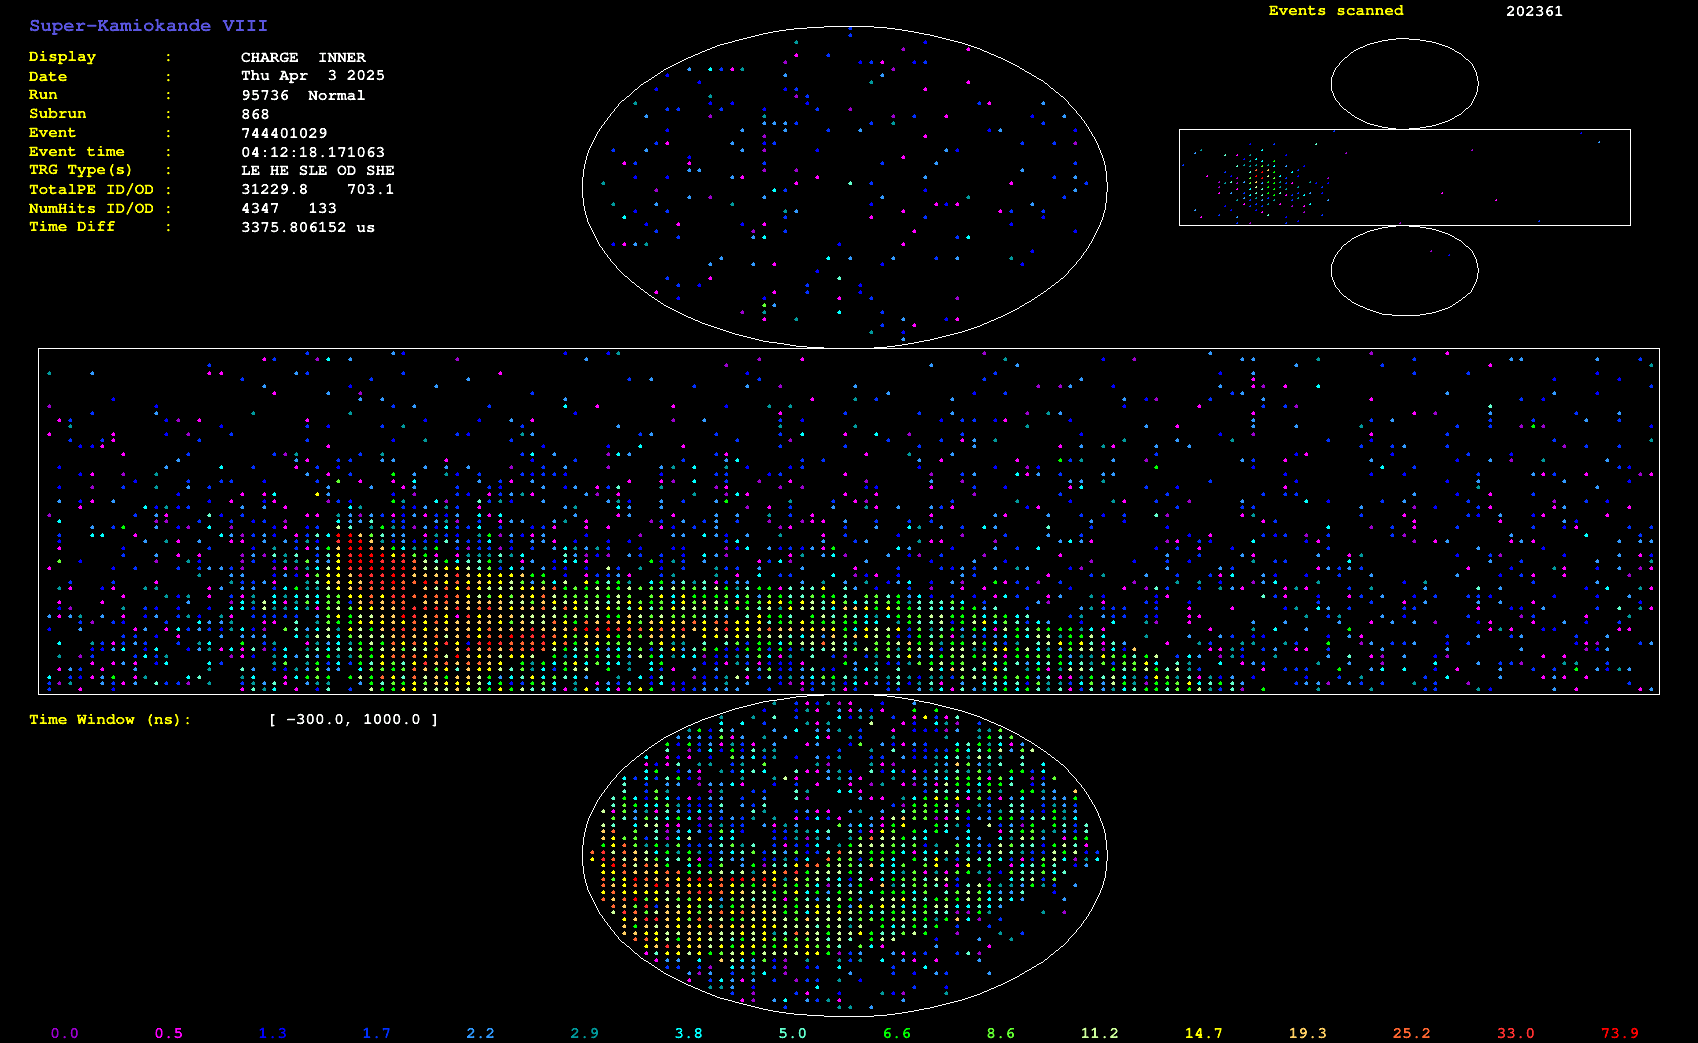 Super-Kamiokande VIII
Events scanned 202361
Display : CHARGE INNER
Date : Thu Apr 3 2025
Run : 95736 Normal
Subrun : 868
Event : 744401029
Event time : 04:12:18.171063
TRG Type(s) : LE HE SLE OD SHE
TotalPE ID/OD : 31229.8 703.1
NumHits ID/OD : 4347 133
Time Diff : 3375.806152 us
Time Window (ns): [ -300.0, 1000.0 ]
0.0 0.5 1.3 1.7 2.2 2.9 3.8 5.0 6.6 8.6 11.2 14.7 19.3 25.2 33.0 73.9